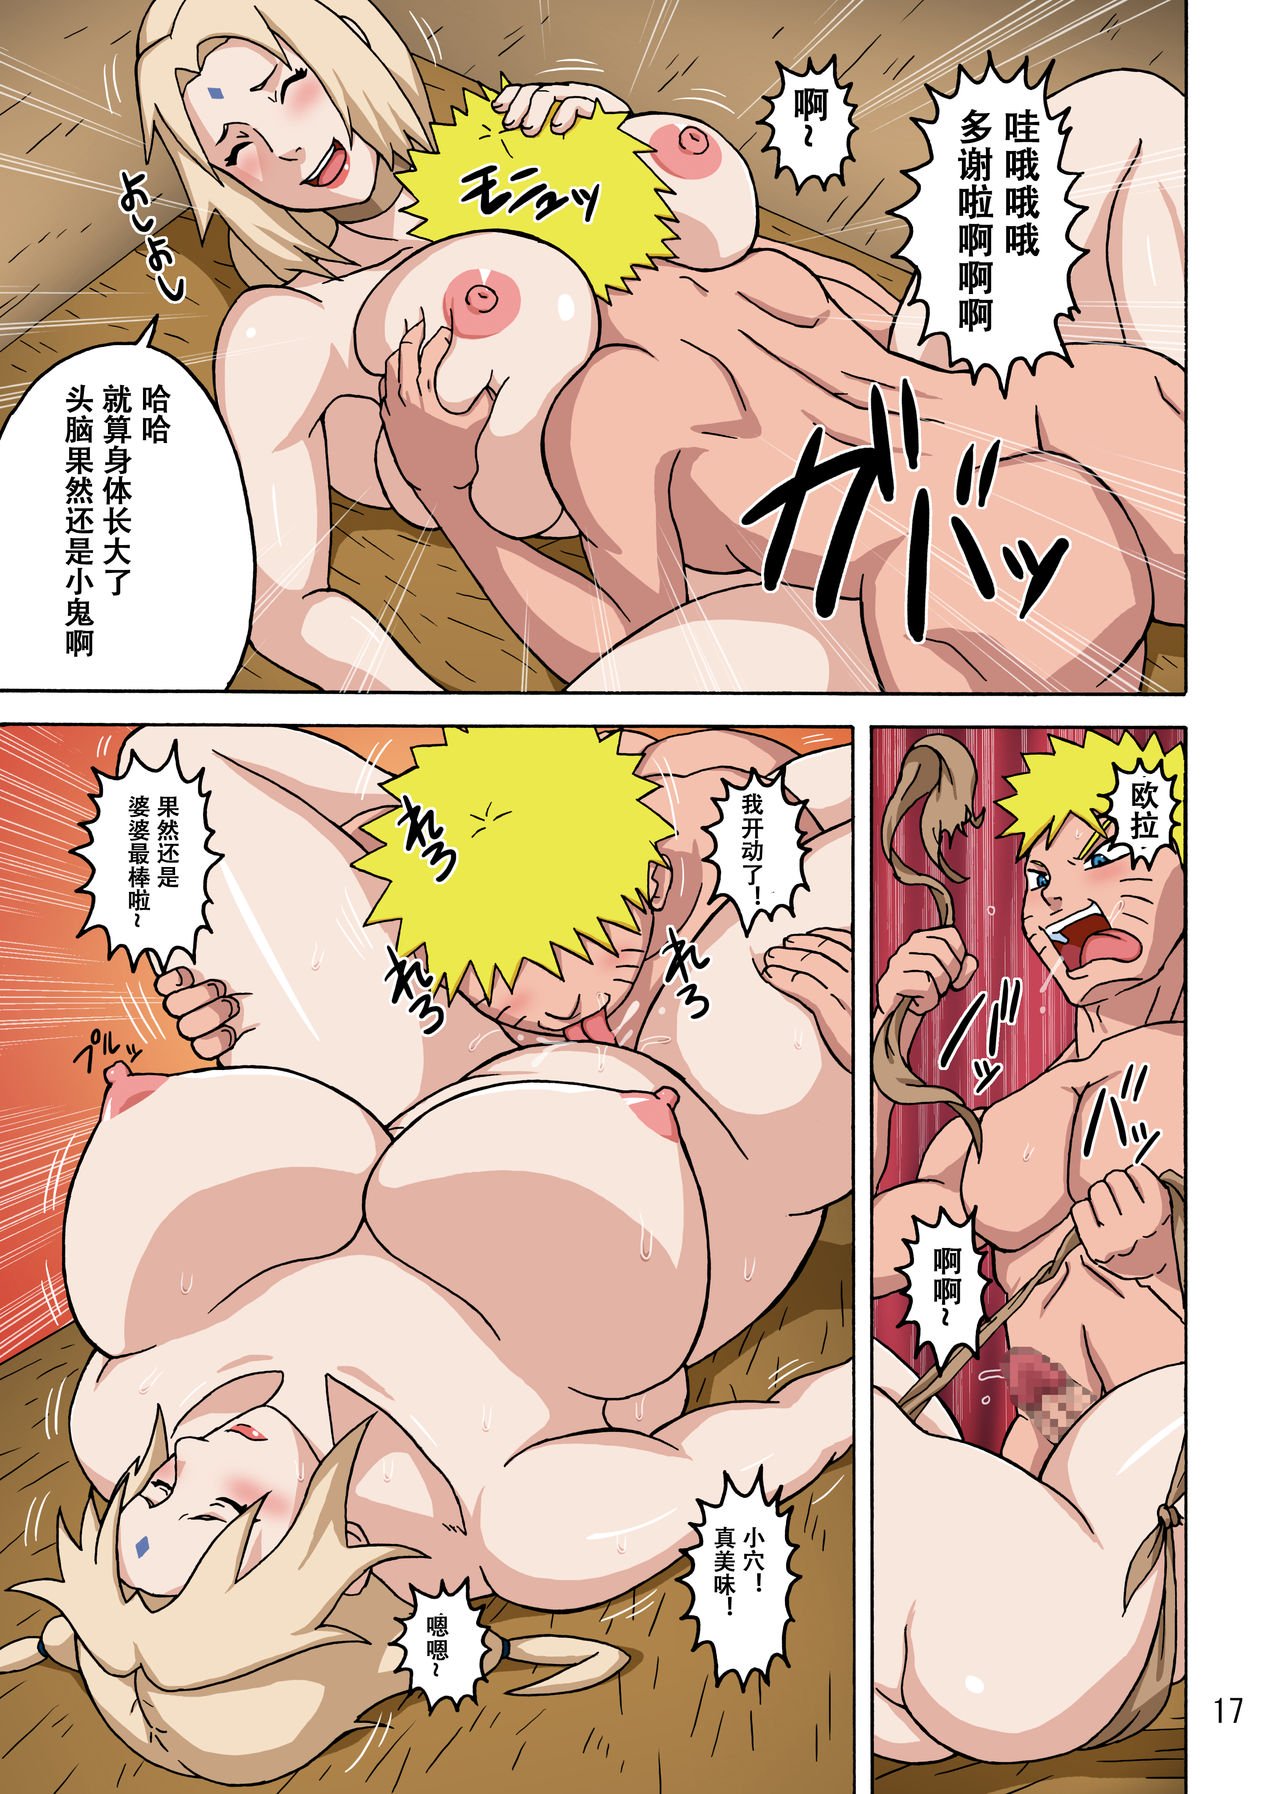 哇哦哦哦
多谢啦啊啊啊
啊~
モニュッ
よしよし
ガバッ
哈哈
就算身体长大了
头脑果然还是小鬼啊
欧拉
バッ
バッ
啊啊~
我开动了！
れろ
れろ
れろ
果然还是
婆婆最棒啦~
プルッ
小穴！
真美味！
嗯嗯~
17